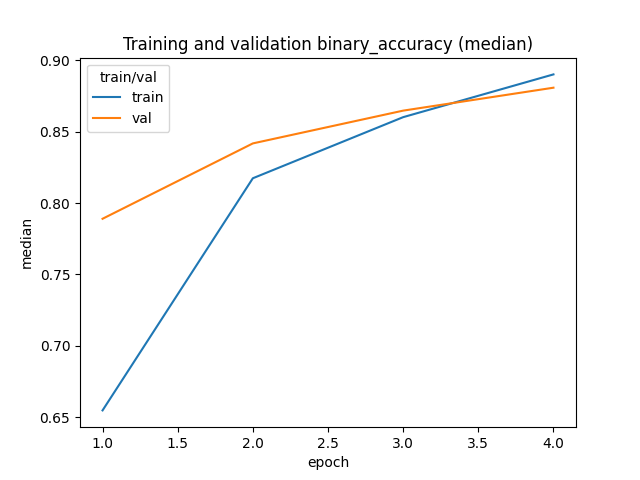 Training and validation binary_accuracy (median)
train/val
train
val
0.90
0.85
0.80
0.75
0.70
0.65
median
1.0 1.5 2.0 2.5 3.0 3.5 4.0
epoch